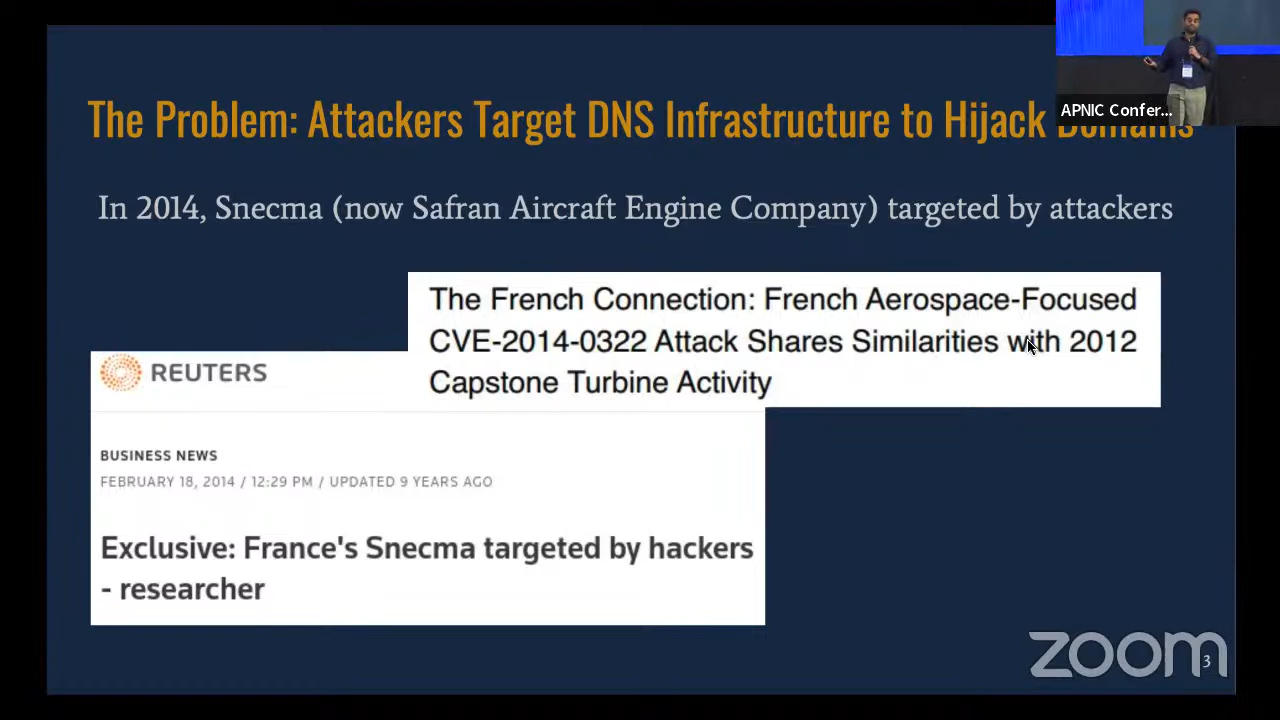 APNIC Confer...
The Problem: Attackers Target DNS Infrastructure to Hijack Domains
In 2014, Snecma (now Safran Aircraft Engine Company) targeted by attackers
The French Connection: French Aerospace-Focused
CVE-2014-0322 Attack Shares Similarities with 2012
Capstone Turbine Activity
REUTERS
BUSINESS NEWS
FEBRUARY 18, 2014 / 12:29 PM / UPDATED 9 YEARS AGO
Exclusive: France's Snecma targeted by hackers
- researcher
zoom
3